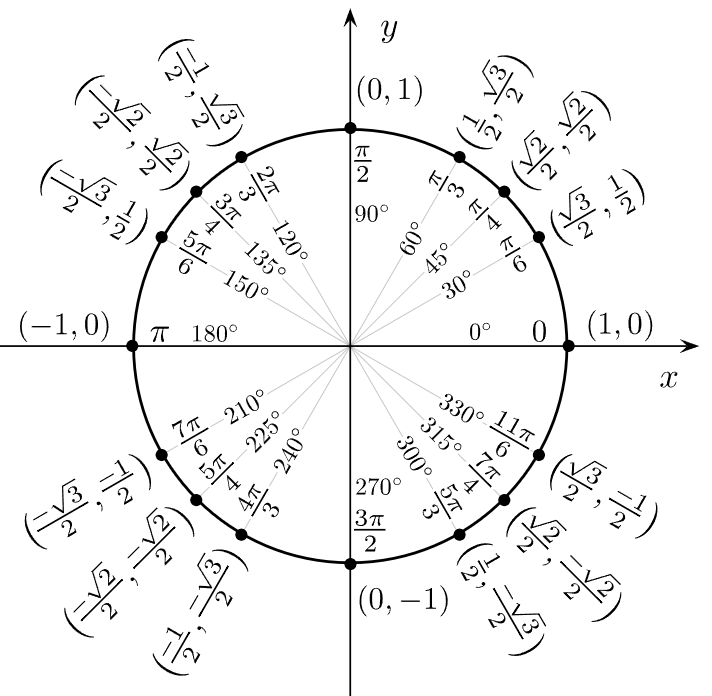 y
(0, 1)
(−1/2, √3/2)
(−√2/2, √2/2)
(−√3/2, 1/2)
(1/2, √3/2)
(√2/2, √2/2)
(√3/2, 1/2)
π/2
90°
2π/3
120°
3π/4
135°
5π/6
150°
π/3
60°
π/4
45°
π/6
30°
(−1, 0)
π
180°
0°
0
(1, 0)
x
7π/6
210°
5π/4
225°
4π/3
240°
270°
3π/2
330°
11π/6
315°
7π/4
300°
5π/3
(−√3/2, −1/2)
(−√2/2, −√2/2)
(−1/2, −√3/2)
(√3/2, −1/2)
(√2/2, −√2/2)
(1/2, −√3/2)
(0, −1)